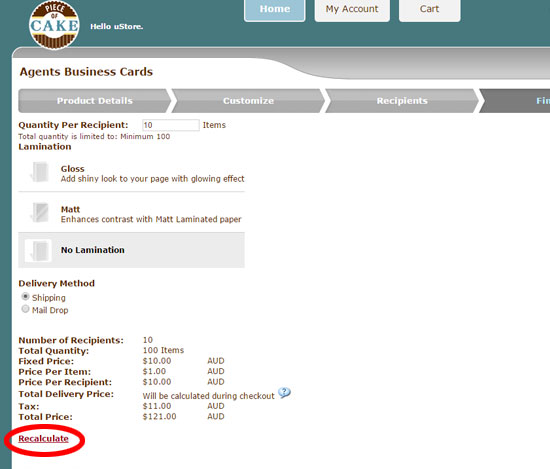 PIECE
OF
CAKE
Hello uStore.
Home
My Account
Cart
Agents Business Cards
Product Details
Customize
Recipients
Quantity Per Recipient: 10 Items
Total quantity is limited to: Minimum 100
Lamination
Gloss
Add shiny look to your page with glowing effect
Matt
Enhances contrast with Matt Laminated paper
No Lamination
Delivery Method
Shipping
Mail Drop
Number of Recipients: 10
Total Quantity: 100 Items
Fixed Price: $10.00 AUD
Price Per Item: $1.00 AUD
Price Per Recipient: $10.00 AUD
Total Delivery Price: Will be calculated during checkout ?
Tax: $11.00 AUD
Total Price: $121.00 AUD
Recalculate